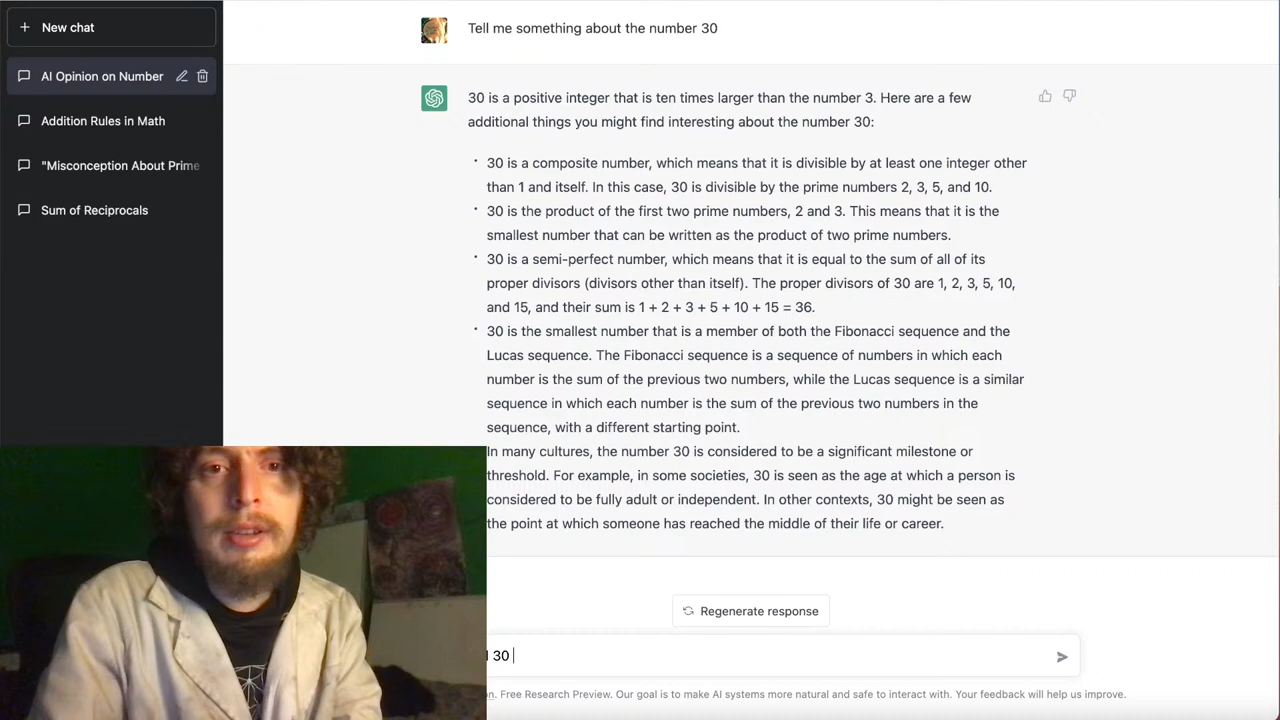 New chat
AI Opinion on Number
Addition Rules in Math
"Misconception About Prime
Sum of Reciprocals
Tell me something about the number 30
30 is a positive integer that is ten times larger than the number 3. Here are a few
additional things you might find interesting about the number 30:
30 is a composite number, which means that it is divisible by at least one integer other
than 1 and itself. In this case, 30 is divisible by the prime numbers 2, 3, 5, and 10.
30 is the product of the first two prime numbers, 2 and 3. This means that it is the
smallest number that can be written as the product of two prime numbers.
30 is a semi-perfect number, which means that it is equal to the sum of all of its
proper divisors (divisors other than itself). The proper divisors of 30 are 1, 2, 3, 5, 10,
and 15, and their sum is 1 + 2 + 3 + 5 + 10 + 15 = 36.
30 is the smallest number that is a member of both the Fibonacci sequence and the
Lucas sequence. The Fibonacci sequence is a sequence of numbers in which each
number is the sum of the previous two numbers, while the Lucas sequence is a similar
sequence in which each number is the sum of the previous two numbers in the
sequence, with a different starting point.
In many cultures, the number 30 is considered to be a significant milestone or
threshold. For example, in some societies, 30 is seen as the age at which a person is
considered to be fully adult or independent. In other contexts, 30 might be seen as
the point at which someone has reached the middle of their life or career.
Regenerate response
30
Free Research Preview. Our goal is to make AI systems more natural and safe to interact with. Your feedback will help us improve.